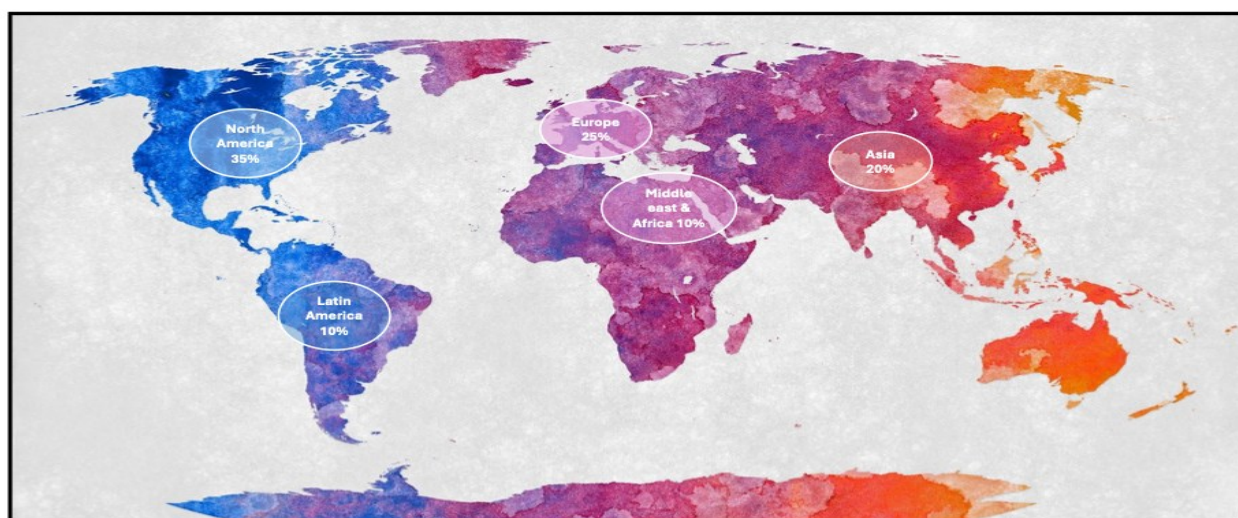 North
America
35%
Europe
25%
Asia
20%
Middle
east &
Africa 10%
Latin
America
10%